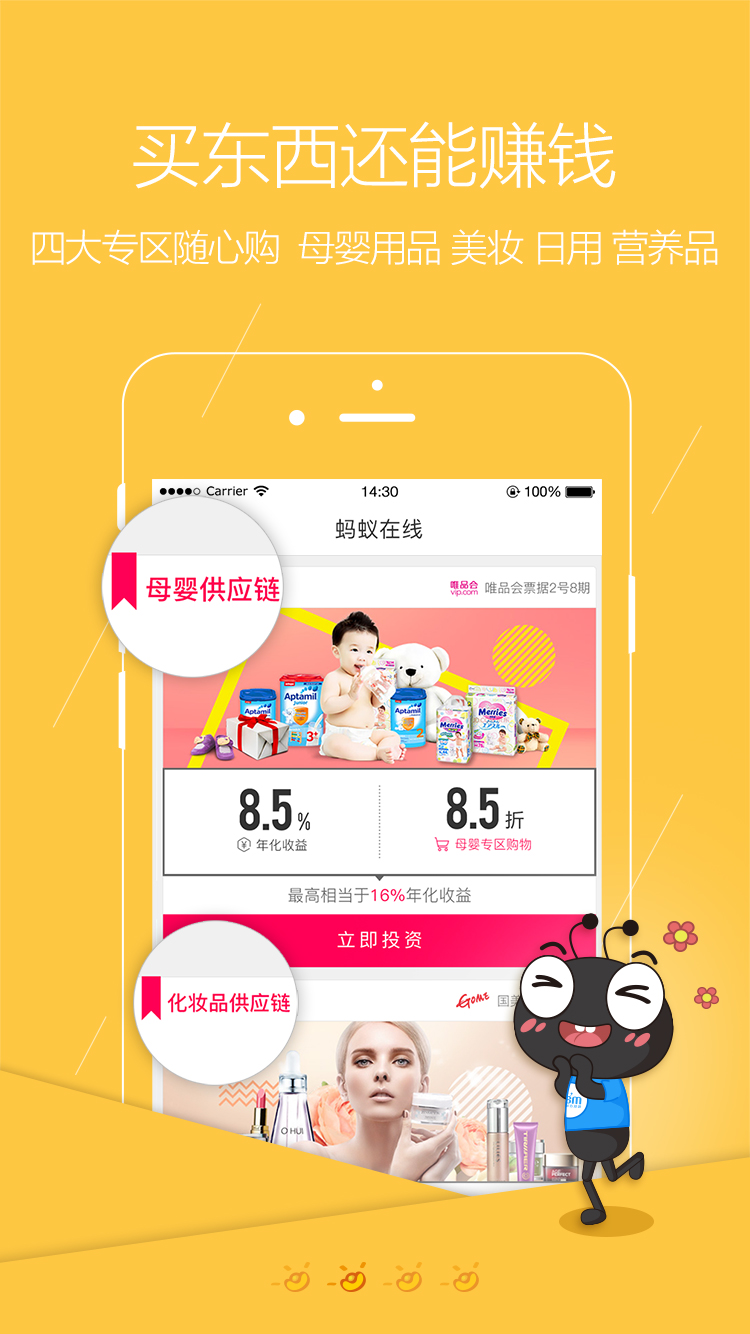 买东西还能赚钱
四大专区随心购 母婴用品 美妆 日用 营养品
Carrier 14:30 100%
蚂蚁在线
母婴供应链
唯品会
vip.com 唯品会票据2号8期
Aptamil
Aptamil
Junior
3+
Aptamil
2
Merries
Merries
8.5% 8.5折
年化收益 母婴专区购物
最高相当于16%年化收益
立即投资
化妆品供应链
GOME 国美
O HUI
PERFECT